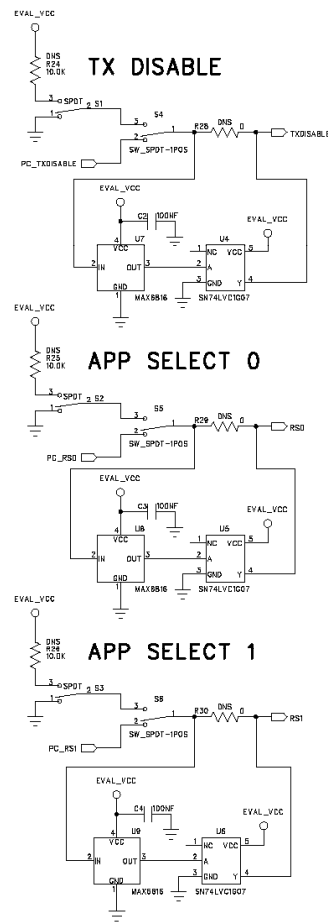 EVAL_VCC
DNS
R24
10.0K
TX DISABLE
3 SPDT
2 S1
1
S4
3
1
2
PC_TXDISABLE
SW_SPDT-1POS
R28 DNS 0
TXDISABLE
EVAL_VCC
C2 100NF
EVAL_VCC
4 U7
VCC
2 IN OUT 3
GND
1
MAX6816
U4
1 NC VCC 5
2 A
3 GND Y 4
SN74LVC1G07
EVAL_VCC
DNS
R25
10.0K
APP SELECT 0
3 SPDT
2 S2
1
S5
3
1
2
PC_RS0
SW_SPDT-1POS
R29 DNS 0
RS0
EVAL_VCC
C3 100NF
EVAL_VCC
4 U8
VCC
2 IN OUT 3
GND
1
MAX6816
U5
1 NC VCC 5
2 A
3 GND Y 4
SN74LVC1G07
EVAL_VCC
DNS
R26
10.0K
APP SELECT 1
3 SPDT
2 S3
1
S6
3
1
2
PC_RS1
SW_SPDT-1POS
R30 DNS 0
RS1
EVAL_VCC
C4 100NF
EVAL_VCC
4 U9
VCC
2 IN OUT 3
GND
1
MAX6816
U6
1 NC VCC 5
2 A
3 GND Y 4
SN74LVC1G07